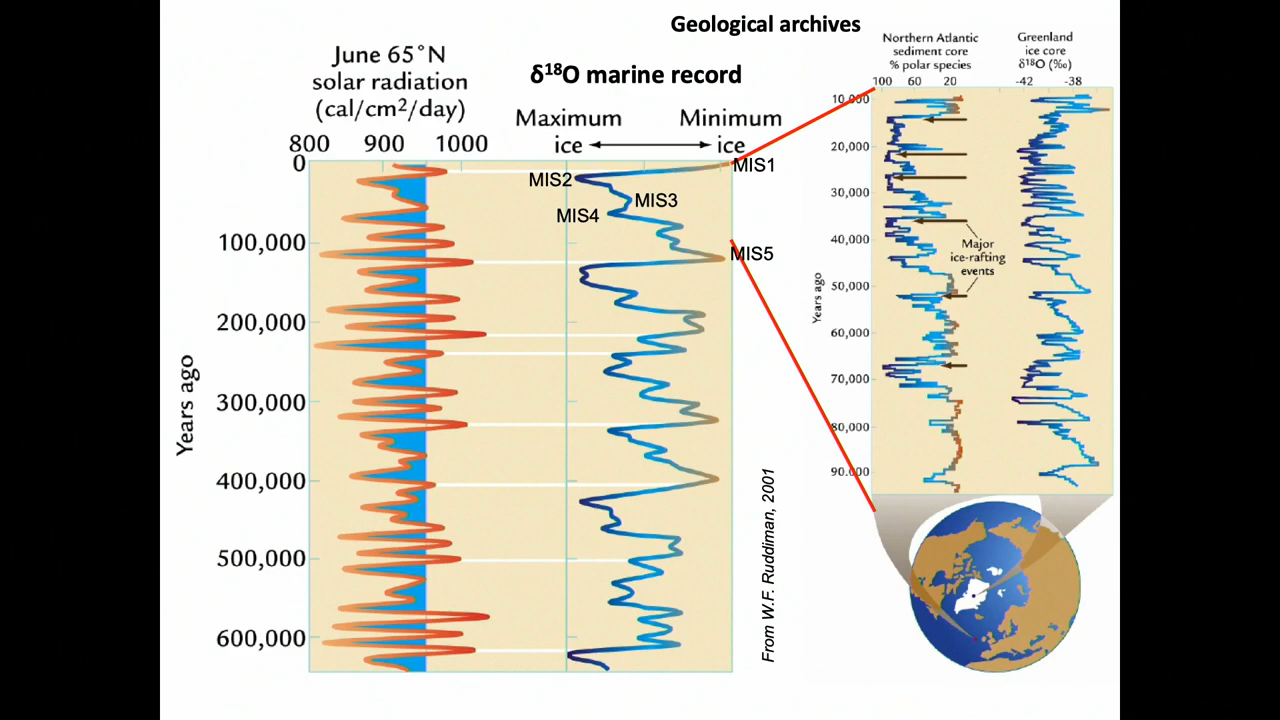 Geological archives
June 65°N
solar radiation
(cal/cm²/day)
800 900 1000
δ¹⁸O marine record
Maximum Minimum
ice ice
Years ago
0
100,000
200,000
300,000
400,000
500,000
600,000
MIS1
MIS2
MIS3
MIS4
MIS5
From W.F. Ruddiman, 2001
Northern Atlantic
sediment core
% polar species
100 60 20
Greenland
ice core
δ¹⁸O (‰)
-42 -38
Years ago
10,000
20,000
30,000
40,000
50,000
60,000
70,000
80,000
90.000
Major
ice-rafting
events